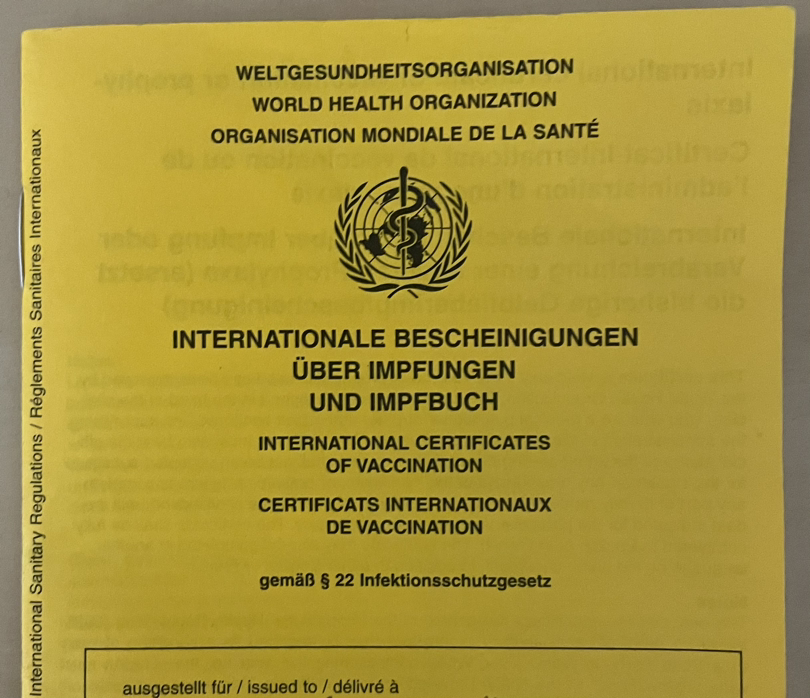 WELTGESUNDHEITSORGANISATION
WORLD HEALTH ORGANIZATION
ORGANISATION MONDIALE DE LA SANTÉ
INTERNATIONALE BESCHEINIGUNGEN
ÜBER IMPFUNGEN
UND IMPFBUCH
INTERNATIONAL CERTIFICATES
OF VACCINATION
CERTIFICATS INTERNATIONAUX
DE VACCINATION
gemäß § 22 Infektionsschutzgesetz
ausgestellt für / issued to / délivré à
International Sanitary Regulations / Réglements Sanitaires Internationaux